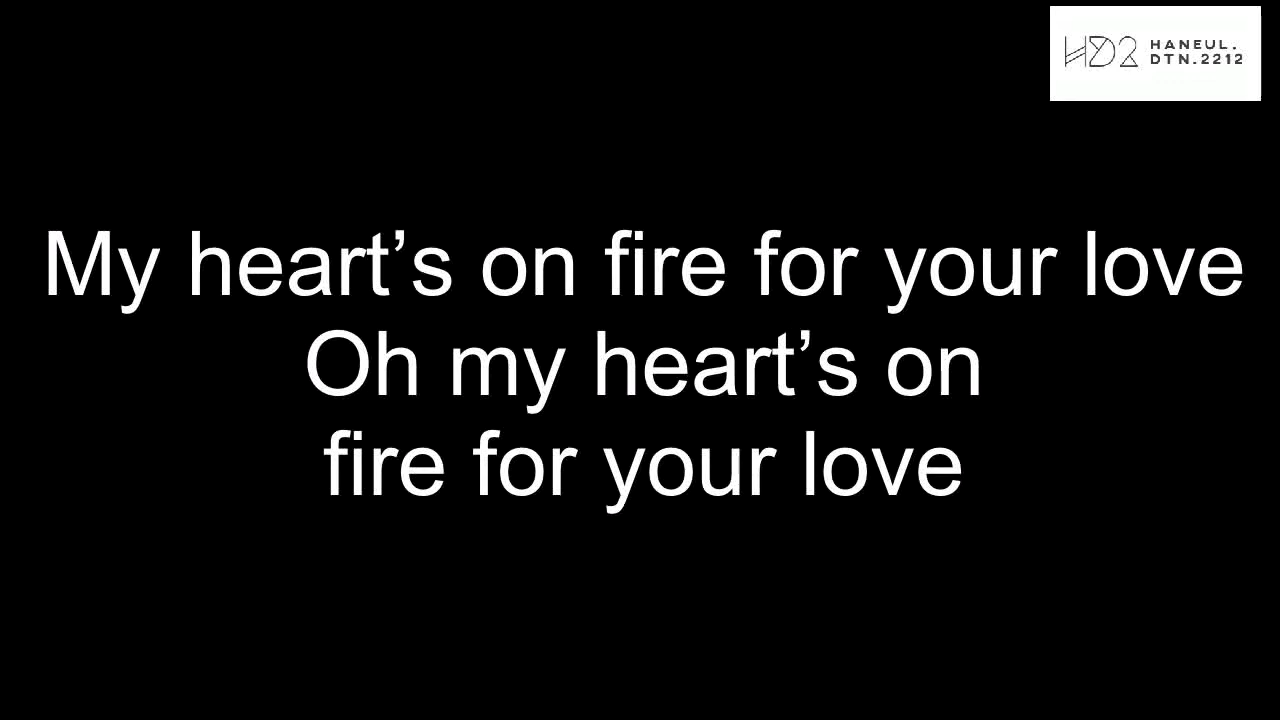 HD2 HANEUL.
DTN.2212
My heart’s on fire for your love
Oh my heart’s on
fire for your love